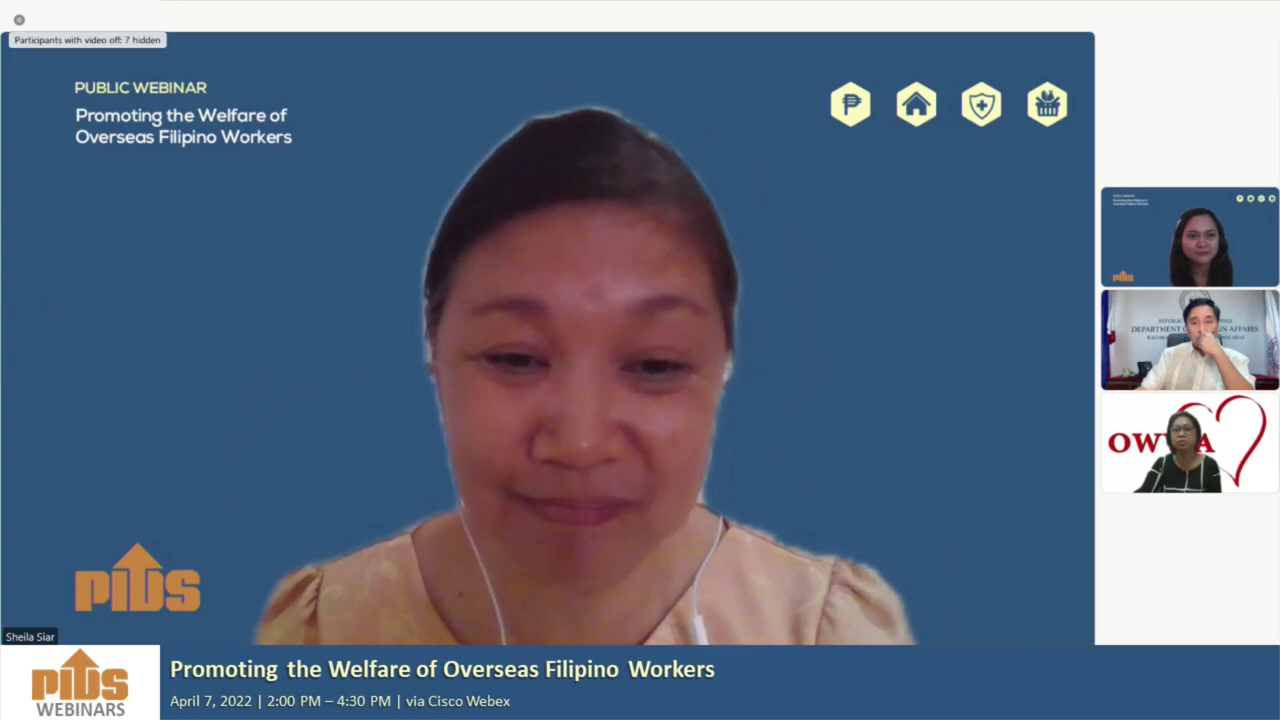 Participants with video off: 7 hidden
PUBLIC WEBINAR
Promoting the Welfare of
Overseas Filipino Workers
DEPARTMENT
AFFAIRS
PIDS
Sheila Siar
PIDS
WEBINARS
Promoting the Welfare of Overseas Filipino Workers
April 7, 2022 | 2:00 PM – 4:30 PM | via Cisco Webex